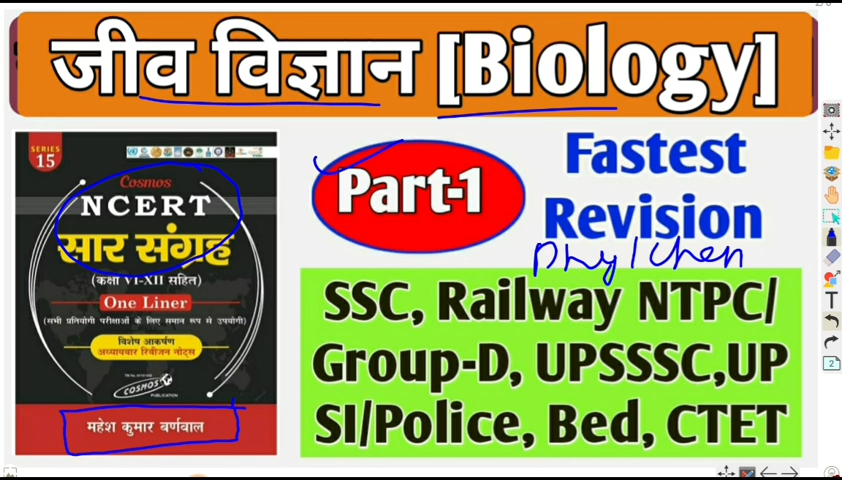 जीव विज्ञान [Biology]
SERIES
15
Cosmos
NCERT
सार संग्रह
(कक्षा VI-XII सहित)
One Liner
(सभी प्रतियोगी परीक्षाओं के लिए समान रूप से उपयोगी)
विशेष आकर्षण
अध्यायवार रिवीजन नोट्स
COSMOS
PUBLICATION
महेश कुमार बर्णवाल
Part-1
Fastest
Revision
Phy/Chem
SSC, Railway NTPC/
Group-D, UPSSSC,UP
SI/Police, Bed, CTET
T
2